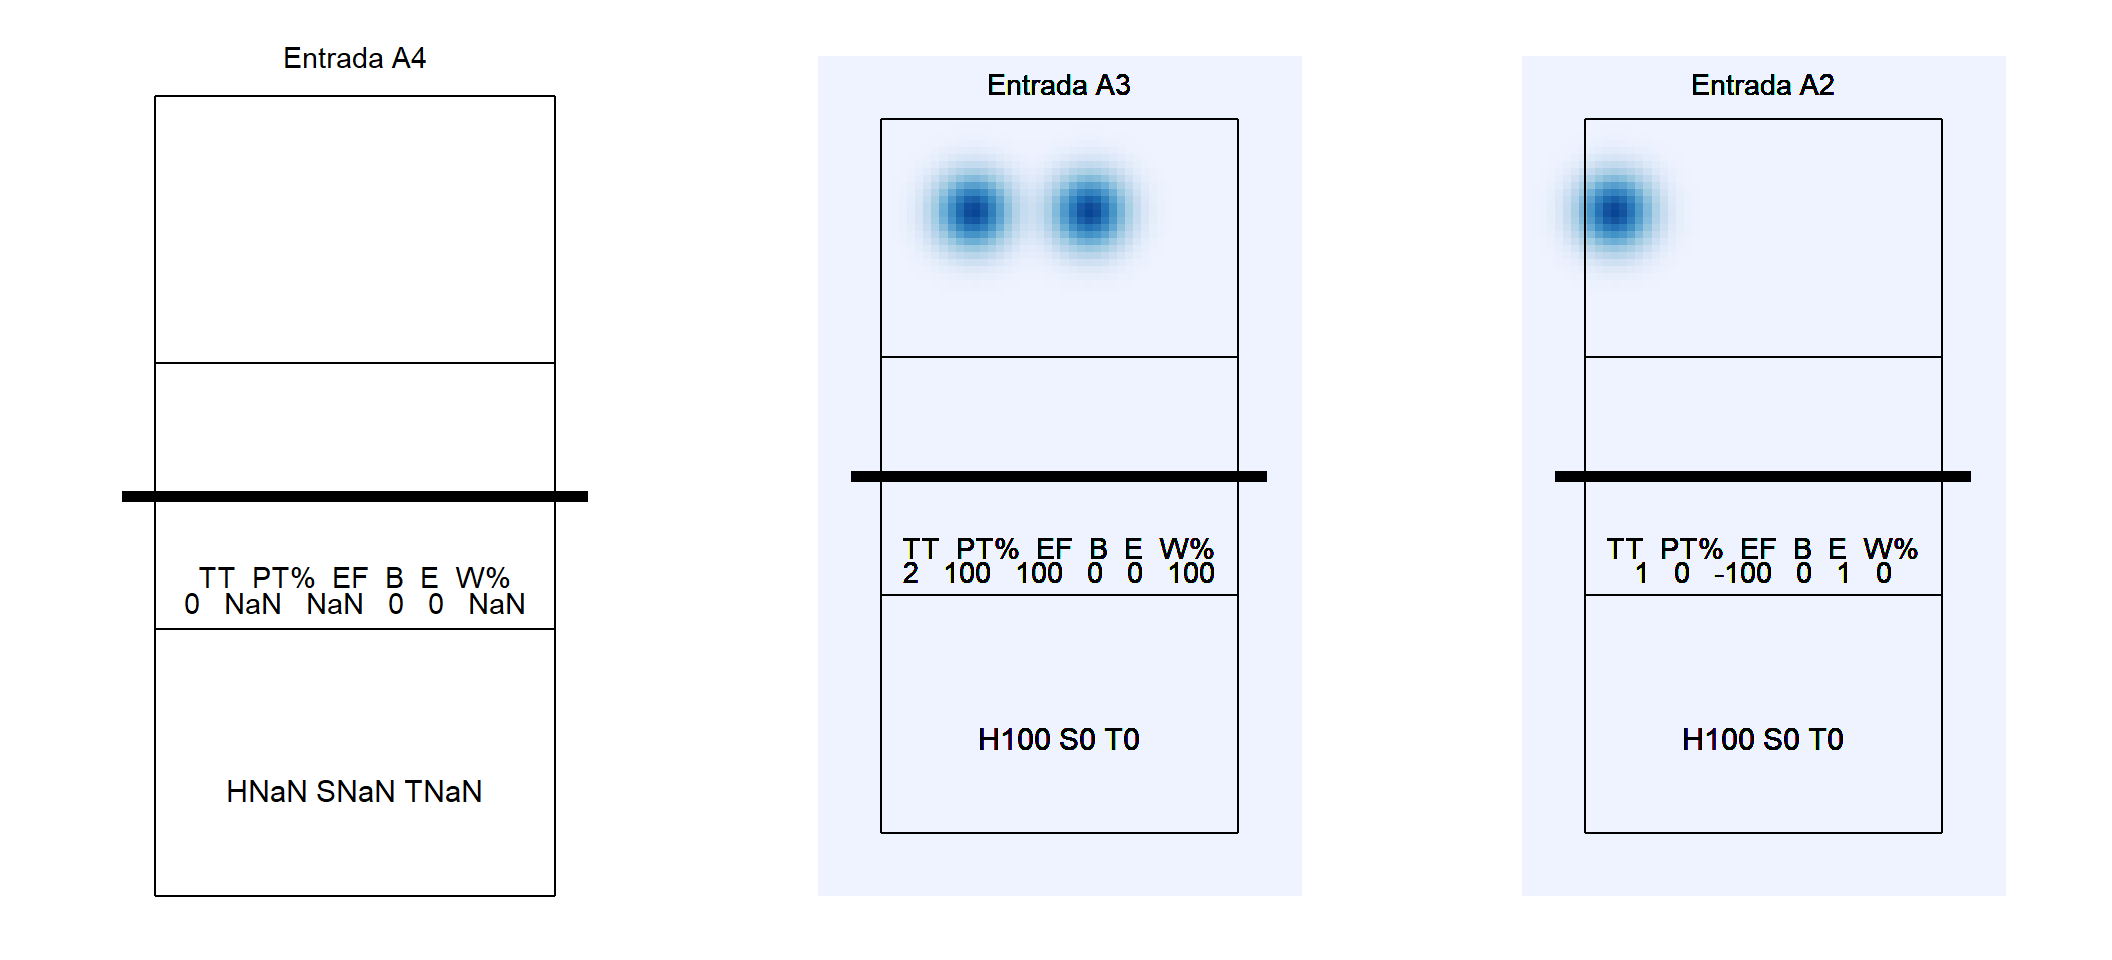 Entrada A4
TT PT% EF B E W%
0 NaN NaN 0 0 NaN
HNaN SNaN TNaN
Entrada A3
TT PT% EF B E W%
2 100 100 0 0 100
H100 S0 T0
Entrada A2
TT PT% EF B E W%
1 0 -100 0 1 0
H100 S0 T0